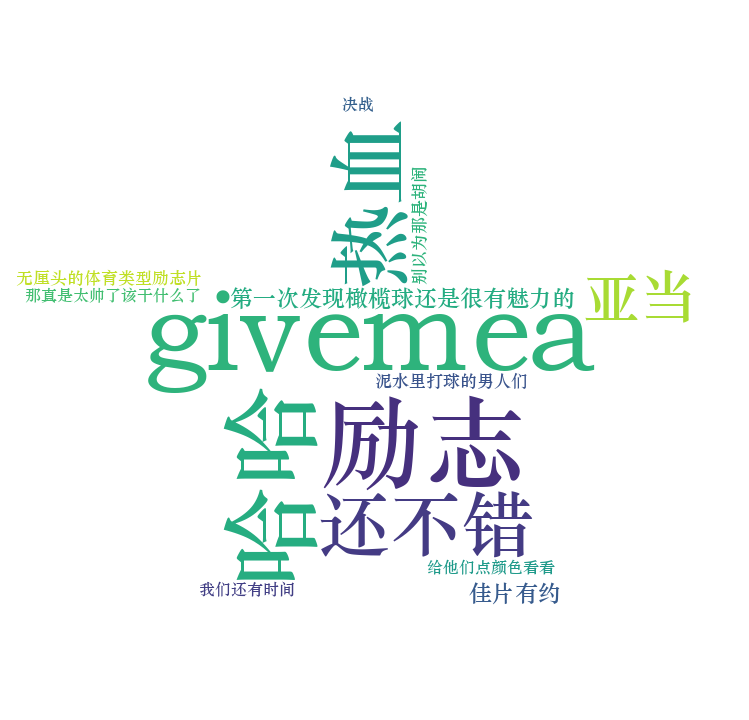 决战
热血
别以为那是胡闹
无厘头的体育类型励志片
那真是太帅了该干什么了
第一次发现橄榄球还是很有魅力的
亚当
givemea
泥水里打球的男人们
哈哈
励志
还不错
给他们点颜色看看
我们还有时间
佳片有约